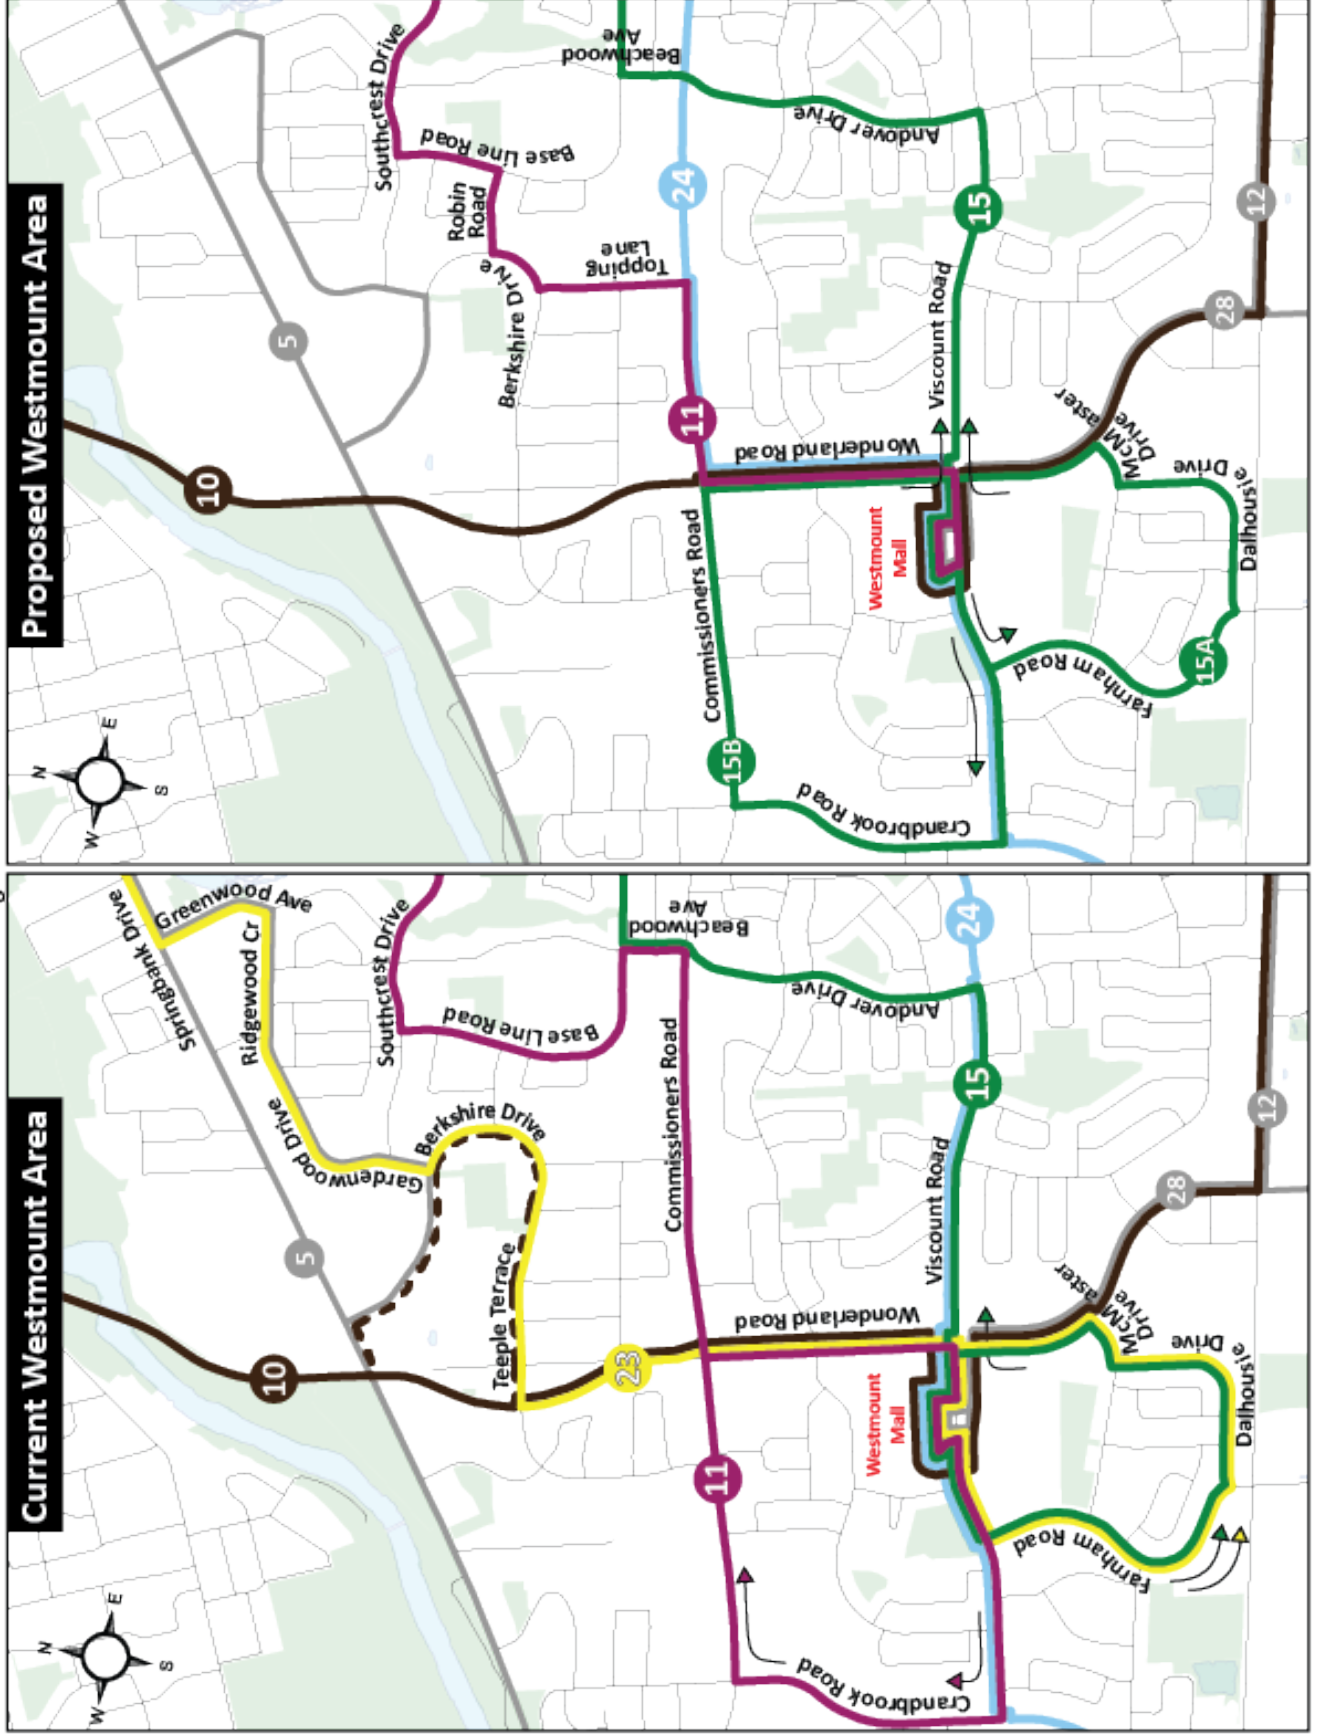 Current Westmount Area
N
E
S
W
Springbank Drive
Greenwood Ave
Ridgewood Cr
Gardenwood Drive
Southcrest Drive
Base Line Road
Berkshire Drive
Teeple Terrace
Beachwood
Ave
Commissioners Road
Andover Drive
Viscount Road
Wonderland Road
Westmount
Mall
McMaster
Drive
Dalhousie Drive
Farnham Road
Crandbrook Road
5
10
23
11
24
15
28
12
Proposed Westmount Area
N
E
S
W
Southcrest Drive
Base Line Road
Robin
Road
Berkshire Drive
Topping
Lane
Beachwood
Ave
Andover Drive
Viscount Road
Wonderland Road
Commissioners Road
Westmount
Mall
McMaster
Drive
Dalhousie Drive
Farnham Road
Crandbrook Road
5
10
11
24
15
15A
15B
28
12